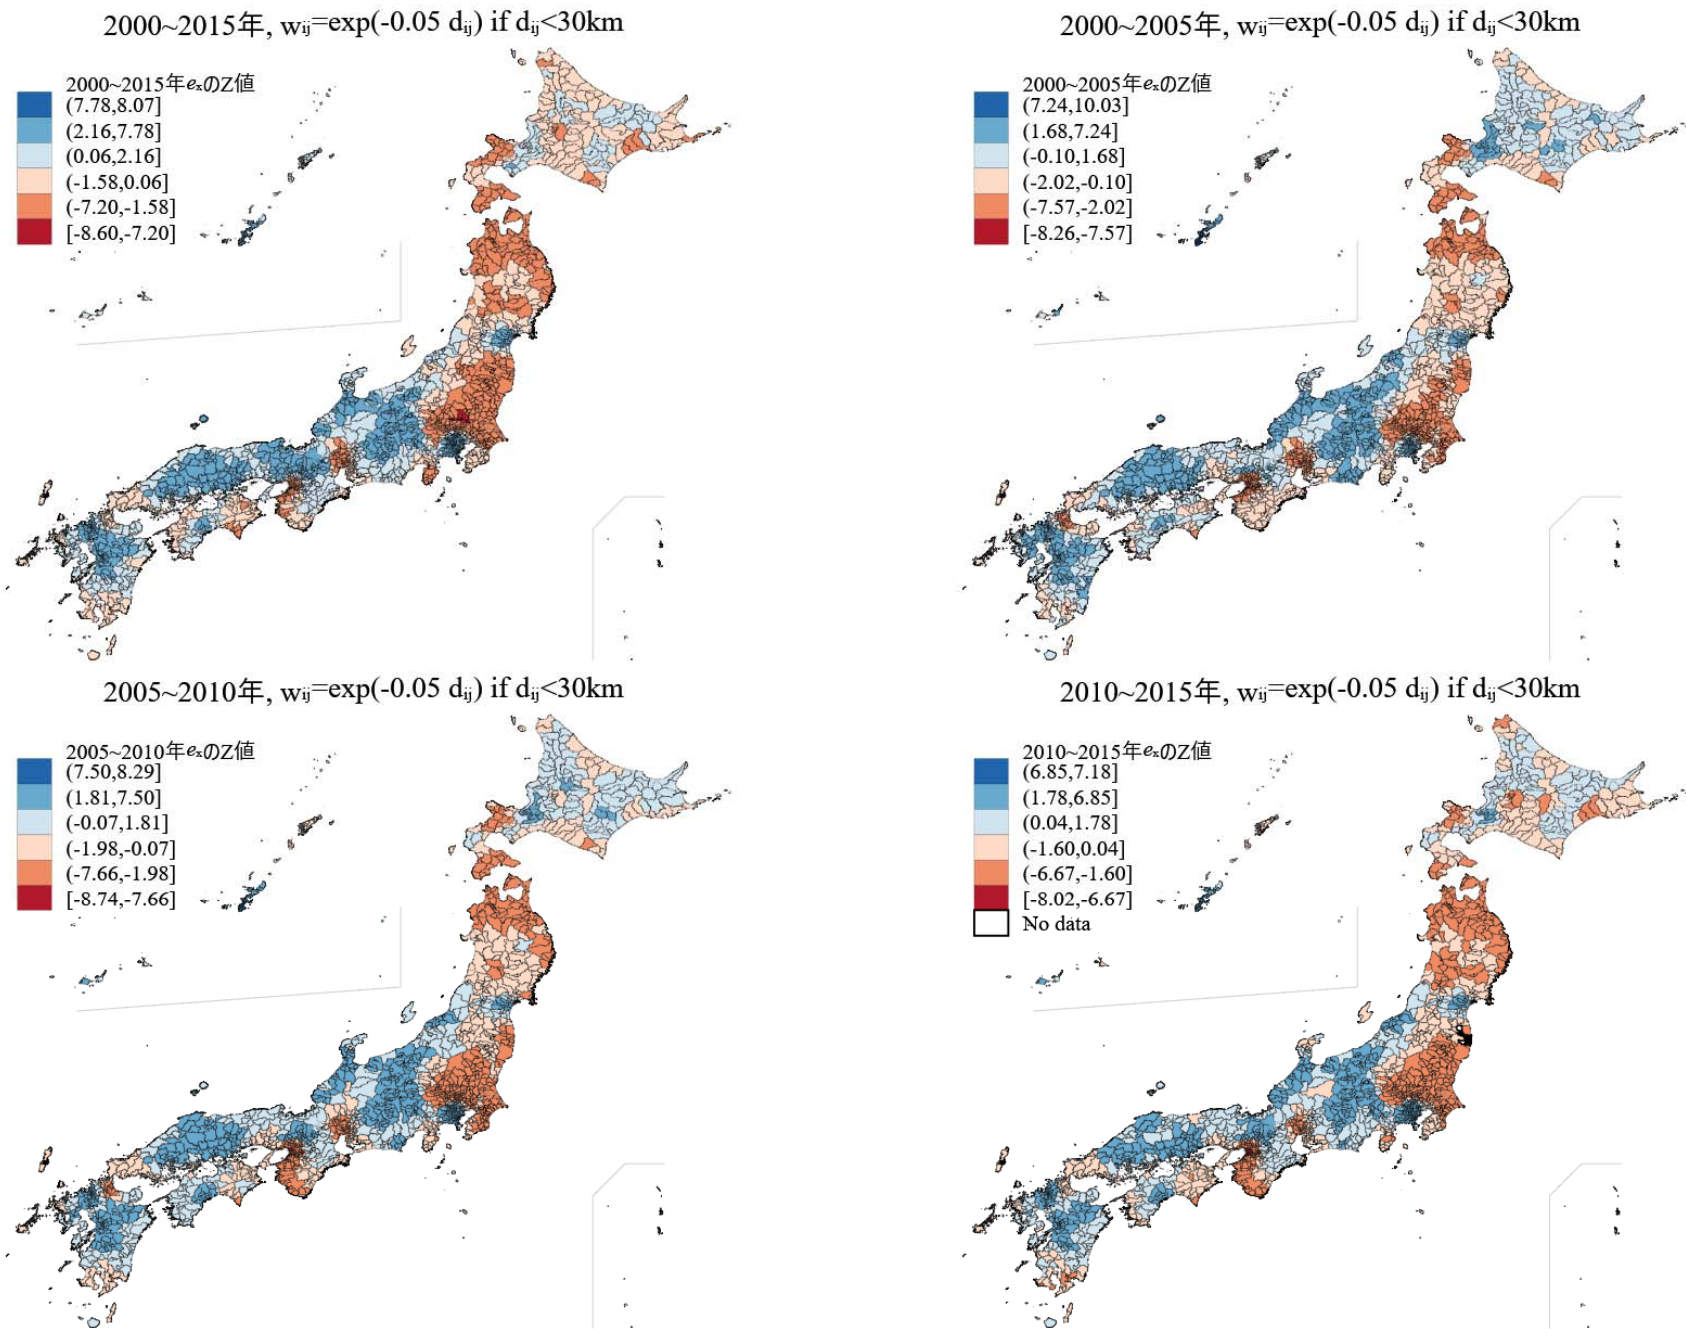 2000~2015年, wij=exp(-0.05 dij) if dij<30km
2000~2015年exのZ値
(7.78,8.07]
(2.16,7.78]
(0.06,2.16]
(-1.58,0.06]
(-7.20,-1.58]
[-8.60,-7.20]
2000~2005年, wij=exp(-0.05 dij) if dij<30km
2000~2005年exのZ値
(7.24,10.03]
(1.68,7.24]
(-0.10,1.68]
(-2.02,-0.10]
(-7.57,-2.02]
[-8.26,-7.57]
2005~2010年, wij=exp(-0.05 dij) if dij<30km
2005~2010年exのZ値
(7.50,8.29]
(1.81,7.50]
(-0.07,1.81]
(-1.98,-0.07]
(-7.66,-1.98]
[-8.74,-7.66]
2010~2015年, wij=exp(-0.05 dij) if dij<30km
2010~2015年exのZ値
(6.85,7.18]
(1.78,6.85]
(0.04,1.78]
(-1.60,0.04]
(-6.67,-1.60]
[-8.02,-6.67]
No data